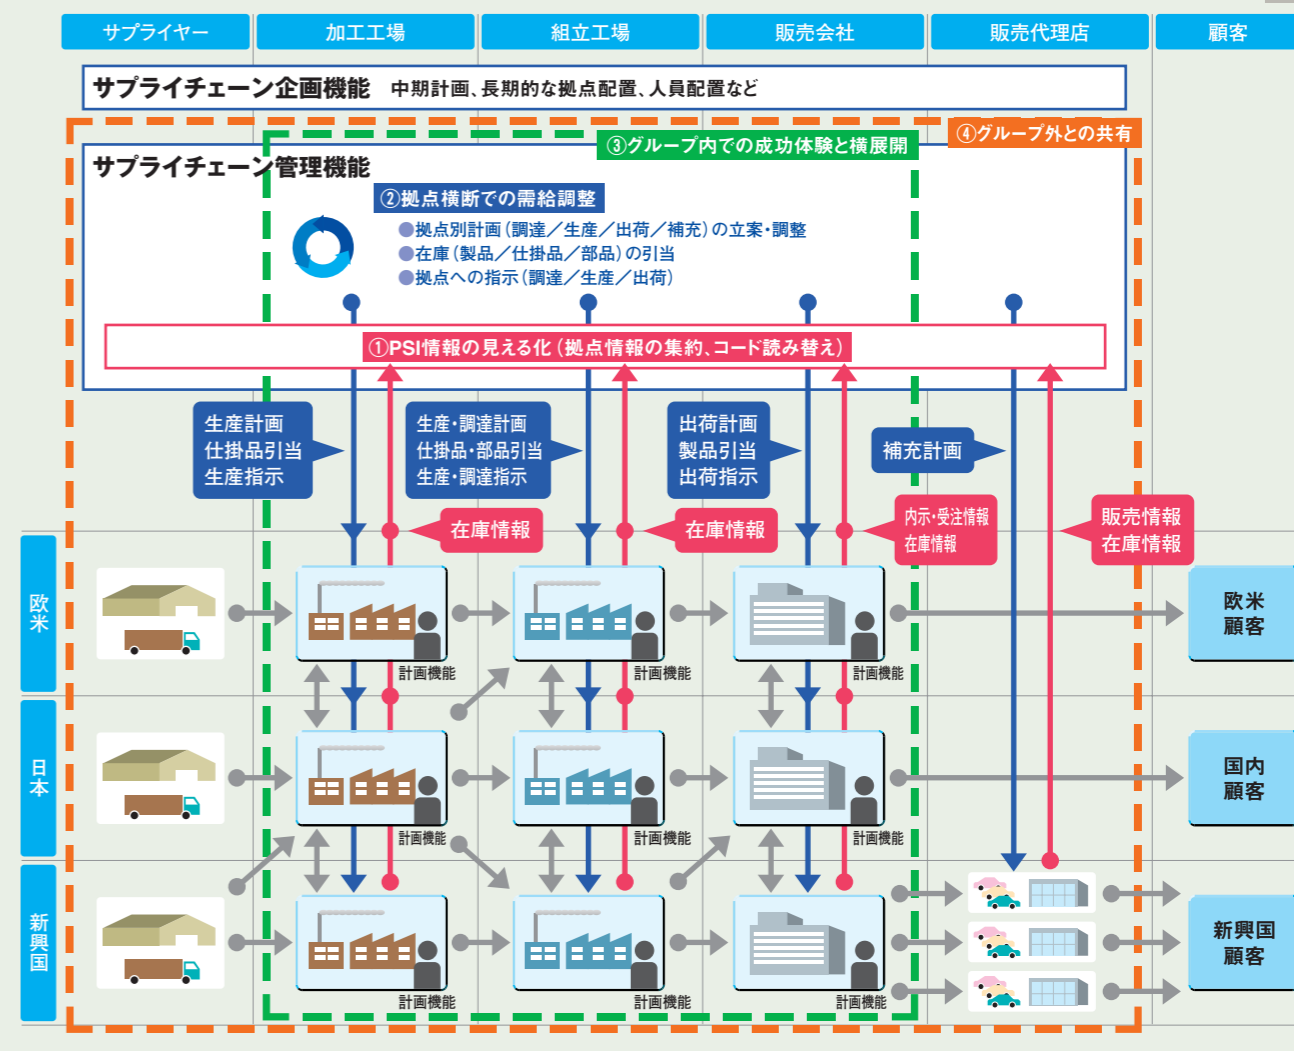 サプライヤー
加工工場
組立工場
販売会社
販売代理店
顧客
サプライチェーン企画機能 中期計画、長期的な拠点配置、人員配置など
④グループ外との共有
③グループ内での成功体験と横展開
サプライチェーン管理機能
②拠点横断での需給調整
●拠点別計画（調達／生産／出荷／補充）の立案・調整
●在庫（製品／仕掛品／部品）の引当
●拠点への指示（調達／生産／出荷）
①PSI情報の見える化（拠点情報の集約、コード読み替え）
生産計画
仕掛品引当
生産指示
生産・調達計画
仕掛品・部品引当
生産・調達指示
出荷計画
製品引当
出荷指示
補充計画
在庫情報
在庫情報
内示・受注情報
在庫情報
販売情報
在庫情報
欧米
計画機能
計画機能
計画機能
欧米
顧客
日本
計画機能
計画機能
計画機能
国内
顧客
新興国
計画機能
計画機能
計画機能
新興国
顧客